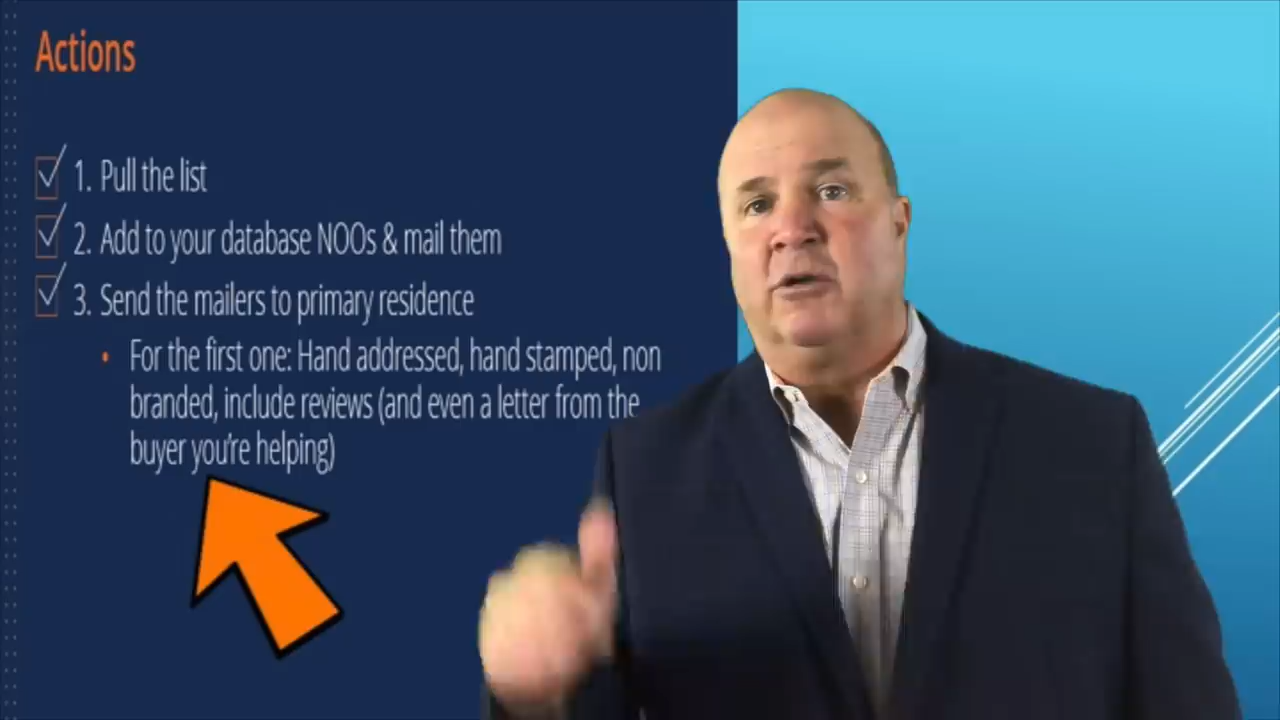 Actions
1. Pull the list
2. Add to your database NOOs & mail them
3. Send the mailers to primary residence
• For the first one: Hand addressed, hand stamped, non
branded, include reviews (and even a letter from the
buyer you're helping)